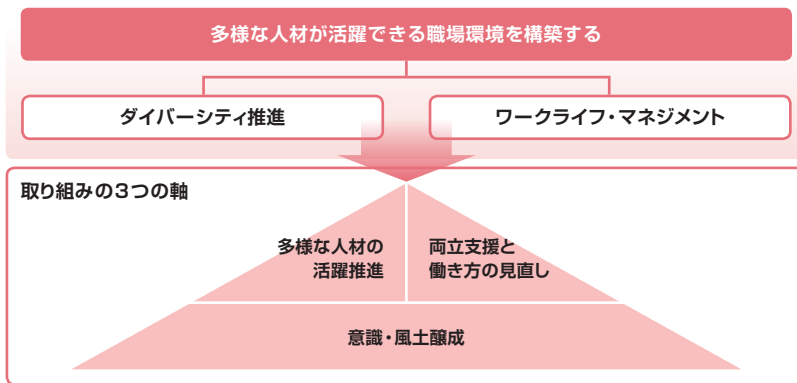 多様な人材が活躍できる職場環境を構築する
ダイバーシティ推進
ワークライフ・マネジメント
取り組みの3つの軸
多様な人材の
活躍推進
両立支援と
働き方の見直し
意識・風土醸成